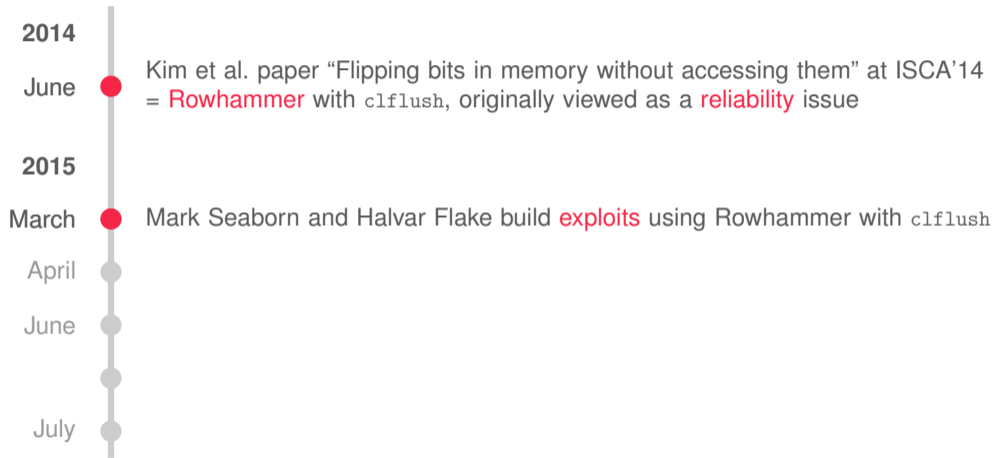 2014
June
Kim et al. paper “Flipping bits in memory without accessing them” at ISCA’14
= Rowhammer with clflush, originally viewed as a reliability issue
2015
March
Mark Seaborn and Halvar Flake build exploits using Rowhammer with clflush
April
June
July